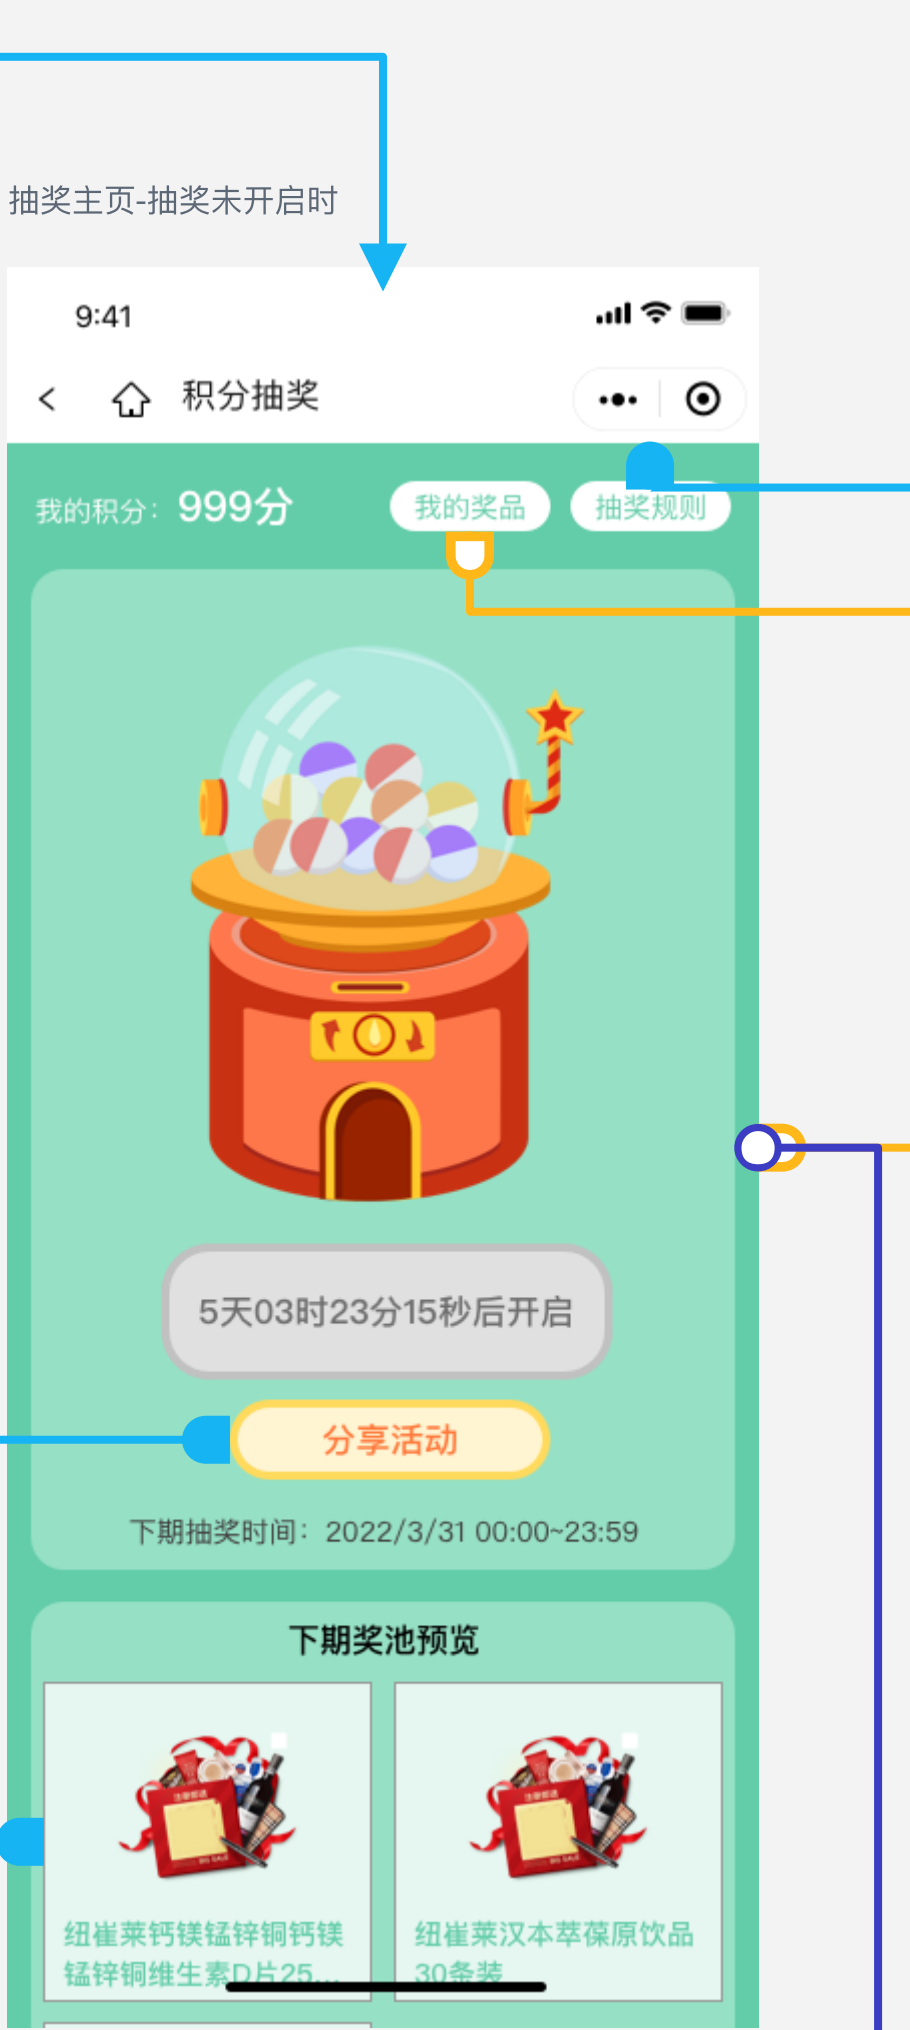 抽奖主页-抽奖未开启时
9:41
积分抽奖
我的积分：999分
我的奖品
抽奖规则
5天03时23分15秒后开启
分享活动
下期抽奖时间：2022/3/31 00:00~23:59
下期奖池预览
纽崔莱钙镁锰锌铜钙镁
锰锌铜维生素D片25...
纽崔莱汉本萃葆原饮品
30条装